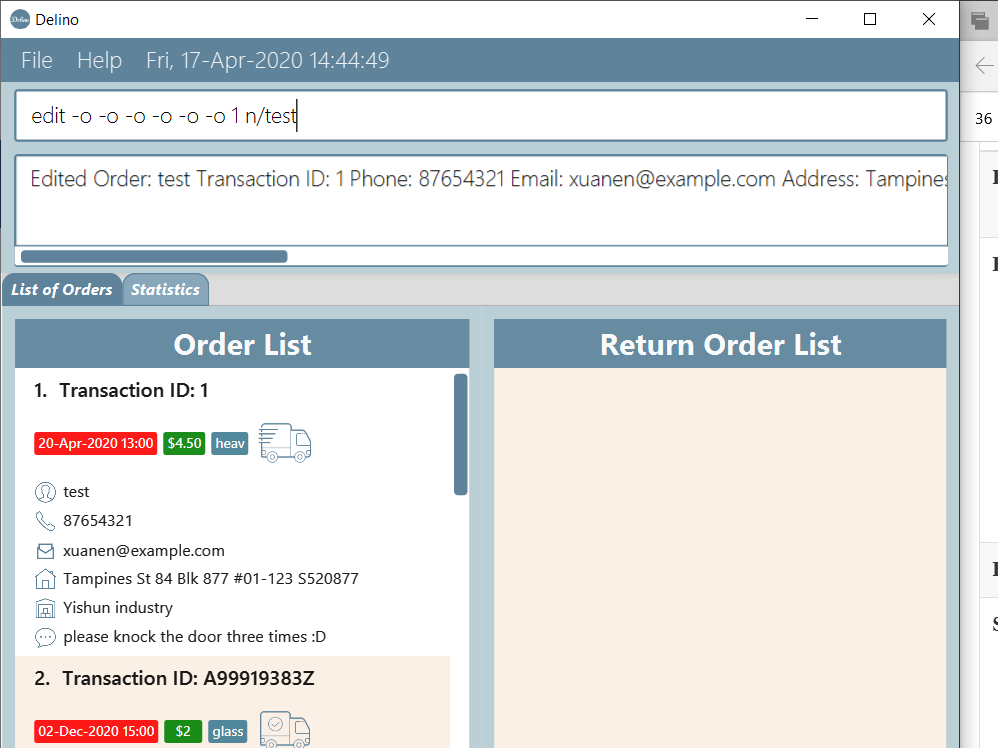 Delino
File Help Fri, 17-Apr-2020 14:44:49
edit -o -o -o -o -o -o 1 n/test
36
Edited Order: test Transaction ID: 1 Phone: 87654321 Email: xuanen@example.com Address: Tampines
List of Orders Statistics
Order List
Return Order List
1. Transaction ID: 1
20-Apr-2020 13:00 $4.50 heav
test
87654321
xuanen@example.com
Tampines St 84 Blk 877 #01-123 S520877
Yishun industry
please knock the door three times :D
2. Transaction ID: A99919383Z
02-Dec-2020 15:00 $2 glass